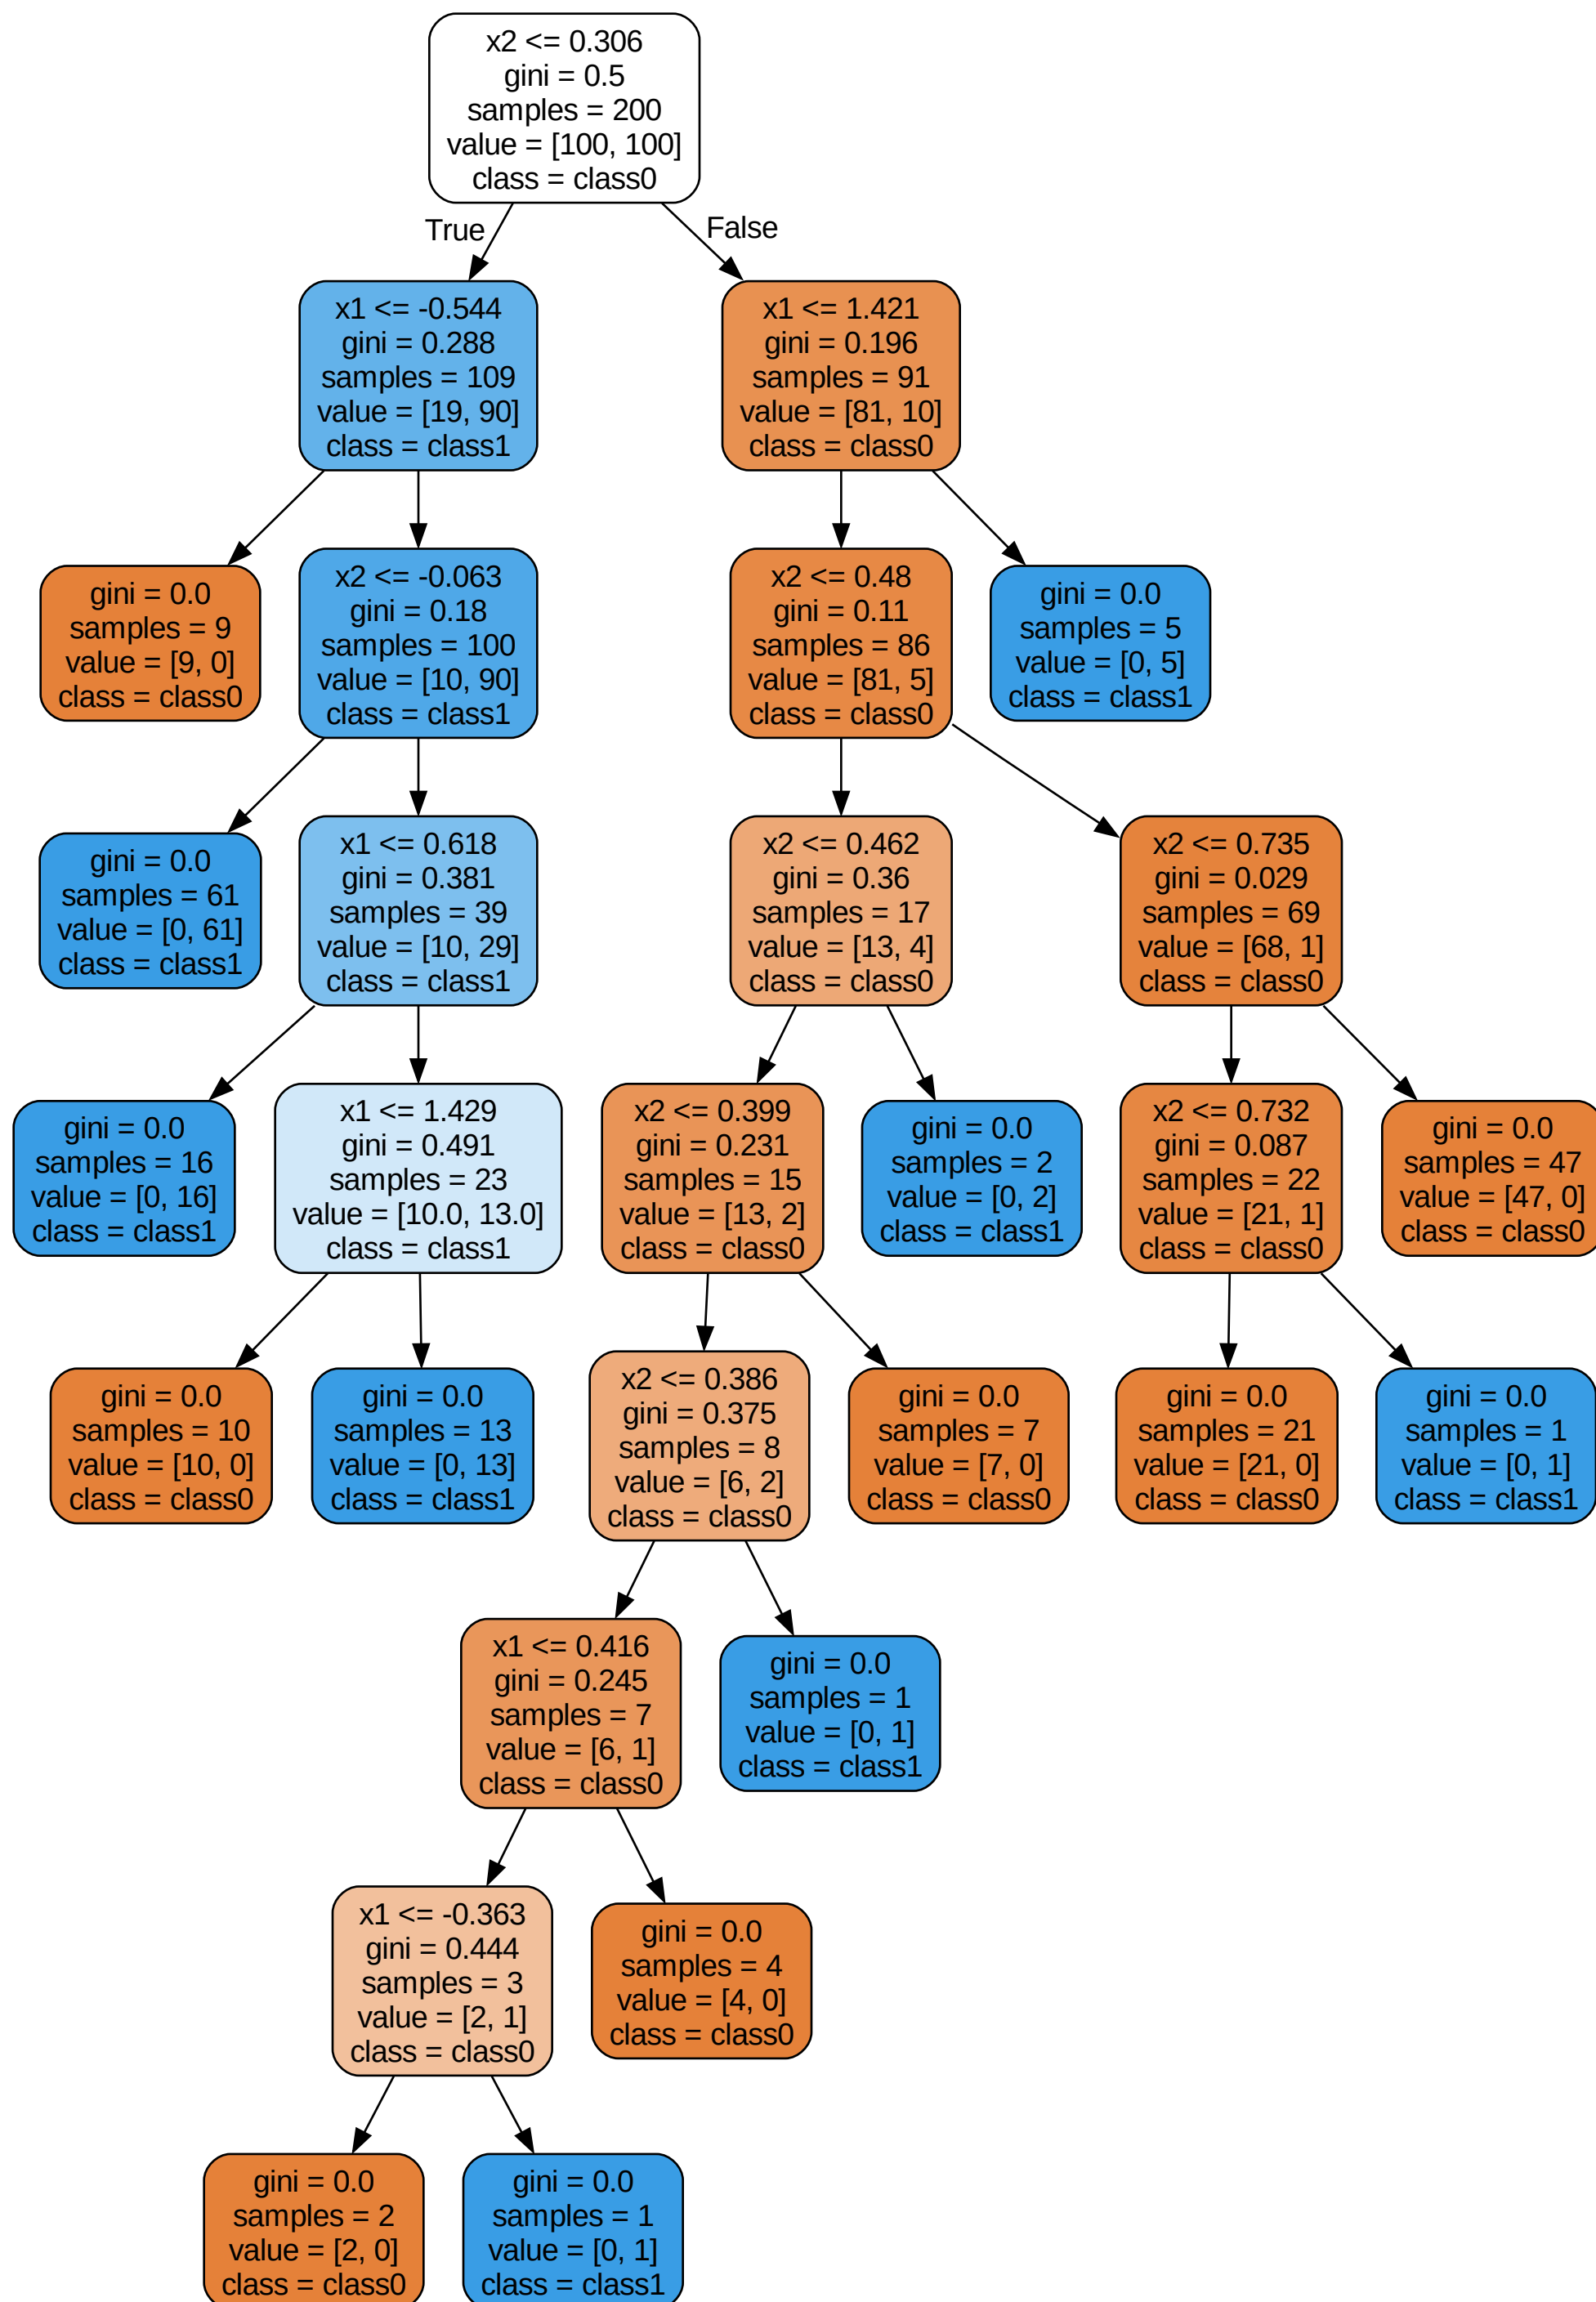 x2 <= 0.306
gini = 0.5
samples = 200
value = [100, 100]
class = class0
True
False
x1 <= -0.544
gini = 0.288
samples = 109
value = [19, 90]
class = class1
x1 <= 1.421
gini = 0.196
samples = 91
value = [81, 10]
class = class0
gini = 0.0
samples = 9
value = [9, 0]
class = class0
x2 <= -0.063
gini = 0.18
samples = 100
value = [10, 90]
class = class1
x2 <= 0.48
gini = 0.11
samples = 86
value = [81, 5]
class = class0
gini = 0.0
samples = 5
value = [0, 5]
class = class1
gini = 0.0
samples = 61
value = [0, 61]
class = class1
x1 <= 0.618
gini = 0.381
samples = 39
value = [10, 29]
class = class1
x2 <= 0.462
gini = 0.36
samples = 17
value = [13, 4]
class = class0
x2 <= 0.735
gini = 0.029
samples = 69
value = [68, 1]
class = class0
gini = 0.0
samples = 16
value = [0, 16]
class = class1
x1 <= 1.429
gini = 0.491
samples = 23
value = [10.0, 13.0]
class = class1
x2 <= 0.399
gini = 0.231
samples = 15
value = [13, 2]
class = class0
gini = 0.0
samples = 2
value = [0, 2]
class = class1
x2 <= 0.732
gini = 0.087
samples = 22
value = [21, 1]
class = class0
gini = 0.0
samples = 47
value = [47, 0]
class = class0
gini = 0.0
samples = 10
value = [10, 0]
class = class0
gini = 0.0
samples = 13
value = [0, 13]
class = class1
x2 <= 0.386
gini = 0.375
samples = 8
value = [6, 2]
class = class0
gini = 0.0
samples = 7
value = [7, 0]
class = class0
gini = 0.0
samples = 21
value = [21, 0]
class = class0
gini = 0.0
samples = 1
value = [0, 1]
class = class1
x1 <= 0.416
gini = 0.245
samples = 7
value = [6, 1]
class = class0
gini = 0.0
samples = 1
value = [0, 1]
class = class1
x1 <= -0.363
gini = 0.444
samples = 3
value = [2, 1]
class = class0
gini = 0.0
samples = 4
value = [4, 0]
class = class0
gini = 0.0
samples = 2
value = [2, 0]
class = class0
gini = 0.0
samples = 1
value = [0, 1]
class = class1